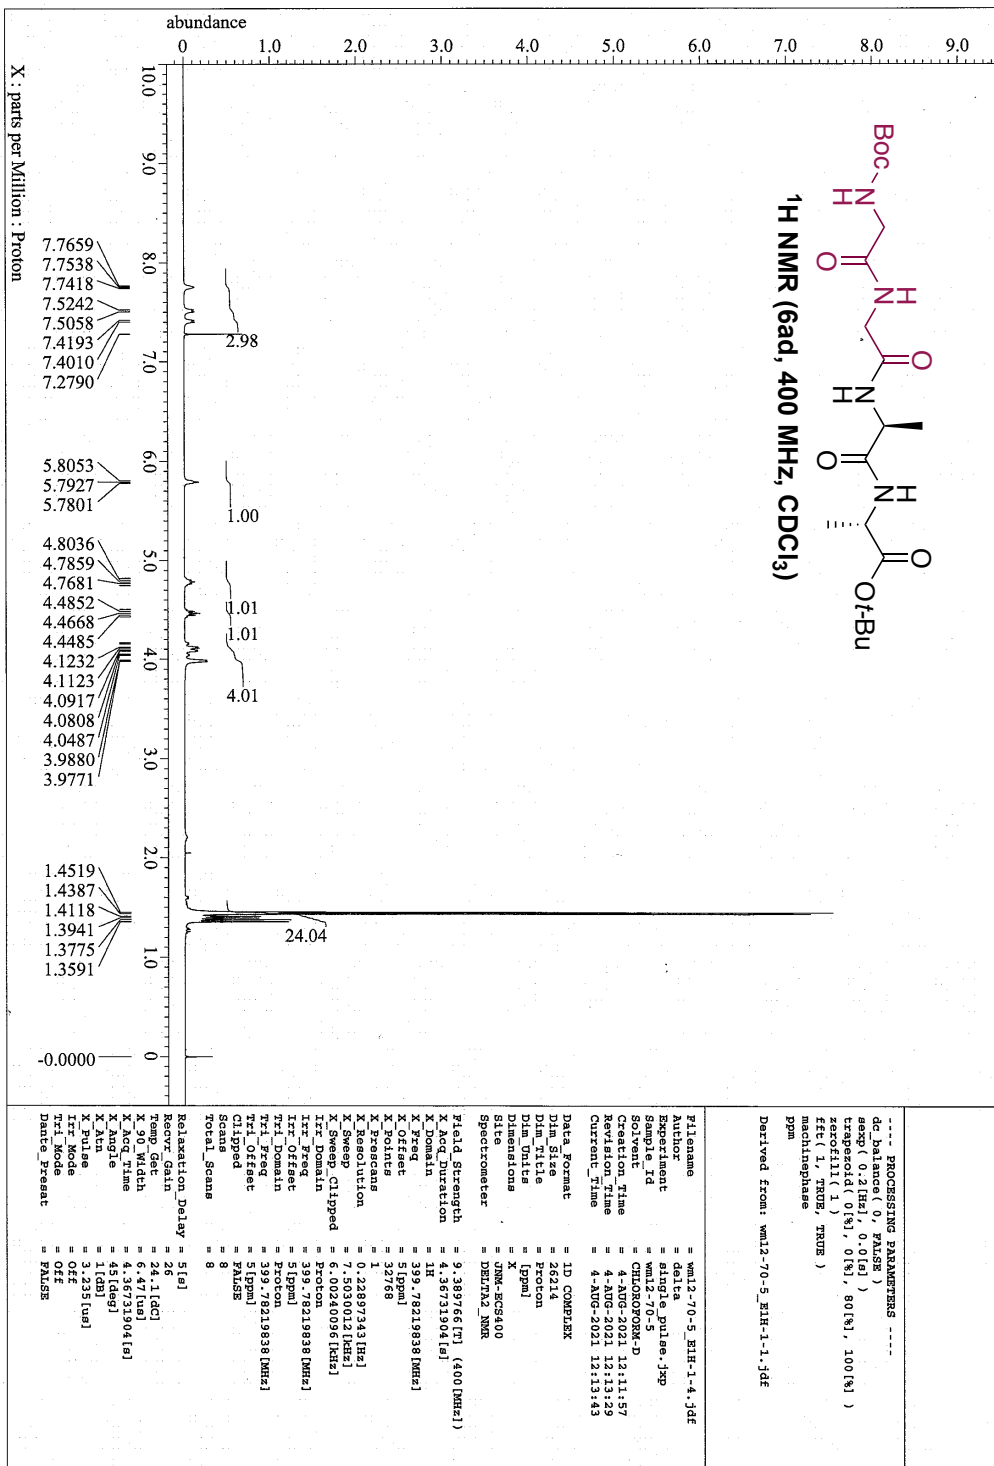 abundance
0 1.0 2.0 3.0 4.0 5.0 6.0 7.0 8.0 9.0
10.0 9.0 8.0 7.0 6.0 5.0 4.0 3.0 2.0 1.0 0
X : parts per Million : Proton
Boc
N
H
O
H
N
O
N
H
O
H
N
O
Ot-Bu
¹H NMR (6ad, 400 MHz, CDCl₃)
2.98
1.00
1.01
1.01
4.01
24.04
7.7659
7.7538
7.7418
7.5242
7.5058
7.4193
7.4010
7.2790
5.8053
5.7927
5.7801
4.8036
4.7859
4.7681
4.4852
4.4668
4.4485
4.1232
4.1123
4.0917
4.0808
4.0487
3.9880
3.9771
1.4519
1.4387
1.4118
1.3941
1.3775
1.3591
-0.0000
---- PROCESSING PARAMETERS ----
dc_balance( 0, FALSE )
sexp( 0.2[Hz], 0.0[s] )
trapezoid( 0[%], 0[%], 80[%], 100[%] )
zerofill( 1 )
fft( 1, TRUE, TRUE )
machinephase
ppm
Derived from: wm12-70-5_E1H-1-1.jdf
Filename = wm12-70-5_E1H-1-4.jdf
Author = delta
Experiment = single_pulse.jxp
Sample_Id = wm12-70-5
Solvent = CHLOROFORM-D
Creation_Time = 4-AUG-2021 12:11:57
Revision_Time = 4-AUG-2021 12:13:29
Current_Time = 4-AUG-2021 12:13:43
Data_Format = 1D COMPLEX
Dim_Size = 26214
Dim_Title = Proton
Dim_Units = [ppm]
Dimensions = X
Site = JNM-ECS400
Spectrometer = DELTA2_NMR
Field_Strength = 9.389766[T] (400[MHz])
X_Acq_Duration = 4.36731904[s]
X_Domain = 1H
X_Freq = 399.78219838[MHz]
X_Offset = 5[ppm]
X_Points = 32768
X_Prescans = 1
X_Resolution = 0.22897343[Hz]
X_Sweep = 7.5030012[kHz]
X_Sweep_Clipped = 6.00240096[kHz]
Irr_Domain = Proton
Irr_Freq = 399.78219838[MHz]
Irr_Offset = 5[ppm]
Tri_Domain = Proton
Tri_Freq = 399.78219838[MHz]
Tri_Offset = 5[ppm]
Clipped = FALSE
Scans = 8
Total_Scans = 8
Relaxation_Delay = 5[s]
Recvr_Gain = 26
Temp_Get = 24.1[dC]
X_90_Width = 6.47[us]
X_Acq_Time = 4.36731904[s]
X_Angle = 45[deg]
X_Atn = 1[dB]
X_Pulse = 3.235[us]
Irr_Mode = Off
Tri_Mode = Off
Dante_Presat = FALSE